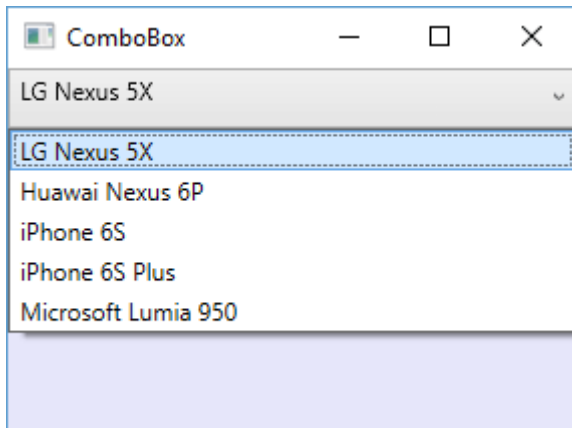 ComboBox
LG Nexus 5X
LG Nexus 5X
Huawai Nexus 6P
iPhone 6S
iPhone 6S Plus
Microsoft Lumia 950